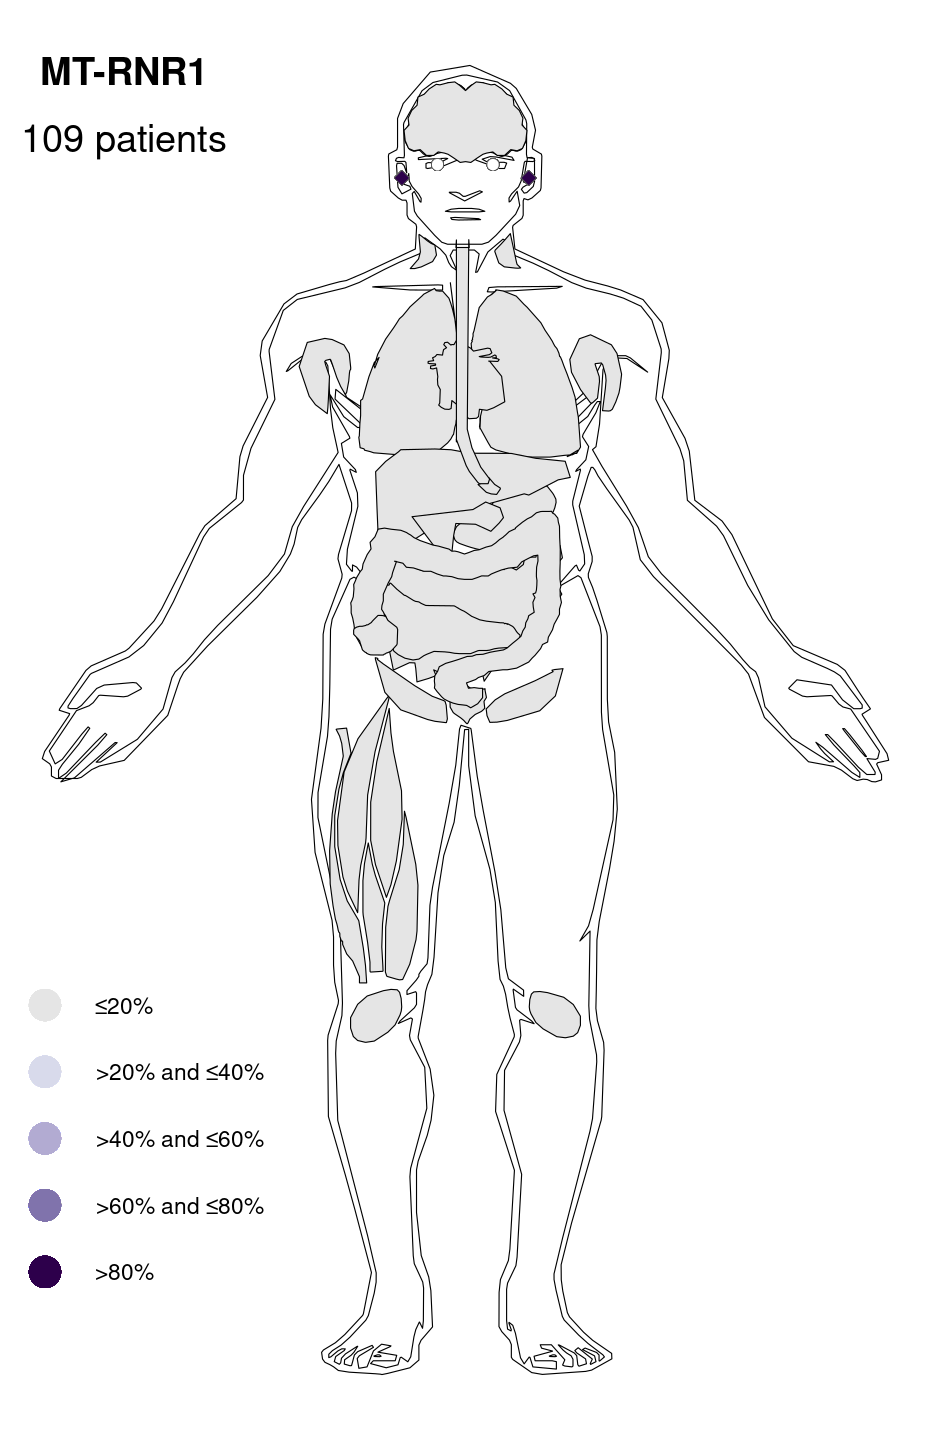 MT-RNR1
109 patients
≤20%
>20% and ≤40%
>40% and ≤60%
>60% and ≤80%
>80%